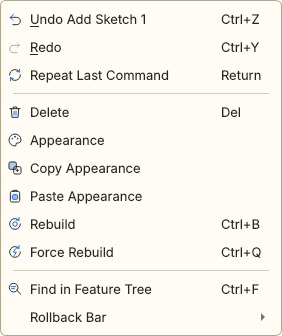 Undo Add Sketch 1 Ctrl+Z
Redo Ctrl+Y
Repeat Last Command Return
Delete Del
Appearance
Copy Appearance
Paste Appearance
Rebuild Ctrl+B
Force Rebuild Ctrl+Q
Find in Feature Tree Ctrl+F
Rollback Bar